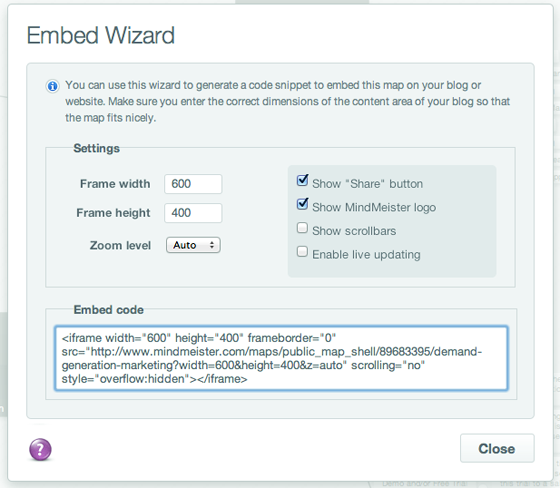 Embed Wizard
You can use this wizard to generate a code snippet to embed this map on your blog or
website. Make sure you enter the correct dimensions of the content area of your blog so that
the map fits nicely.
Settings
Frame width 600
Frame height 400
Zoom level Auto
Show "Share" button
Show MindMeister logo
Show scrollbars
Enable live updating
Embed code
<iframe width="600" height="400" frameborder="0"
src="http://www.mindmeister.com/maps/public_map_shell/89683395/demand-
generation-marketing?width=600&height=400&z=auto" scrolling="no"
style="overflow:hidden"></iframe>
?
Close